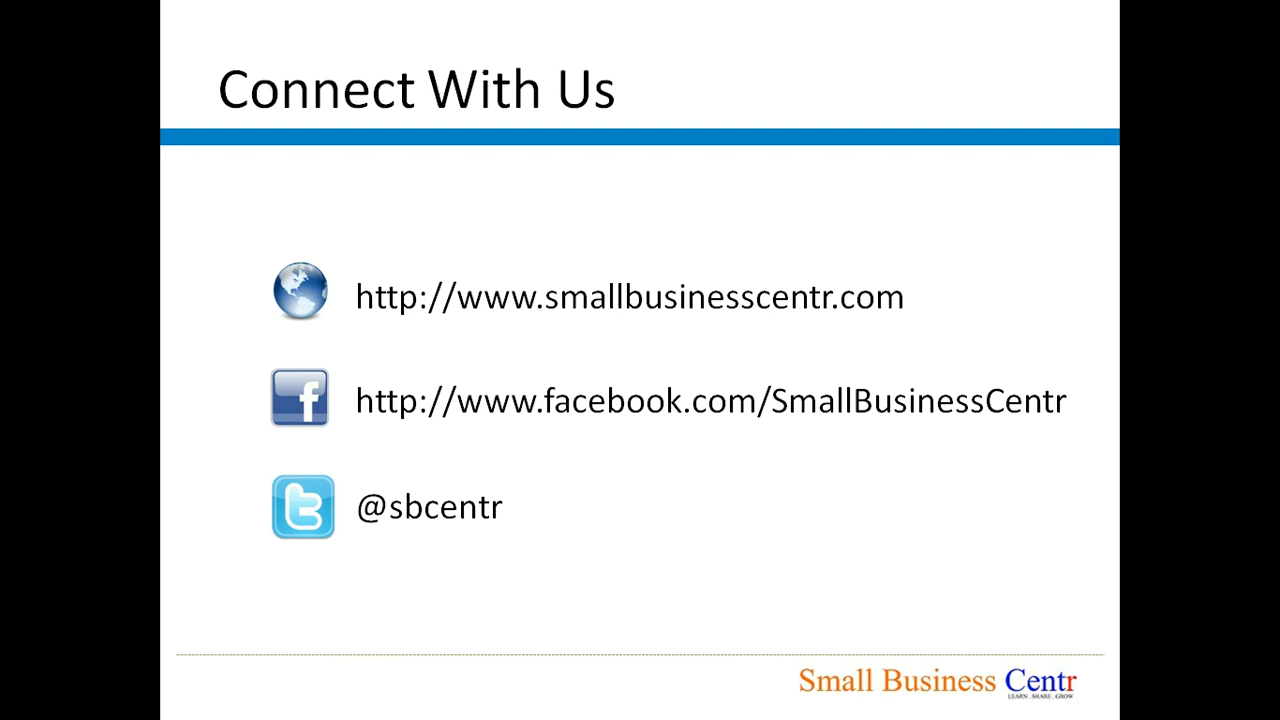 Connect With Us
http://www.smallbusinesscentr.com
http://www.facebook.com/SmallBusinessCentr
@sbcentr
Small Business Centr
LEARN . SHARE . GROW